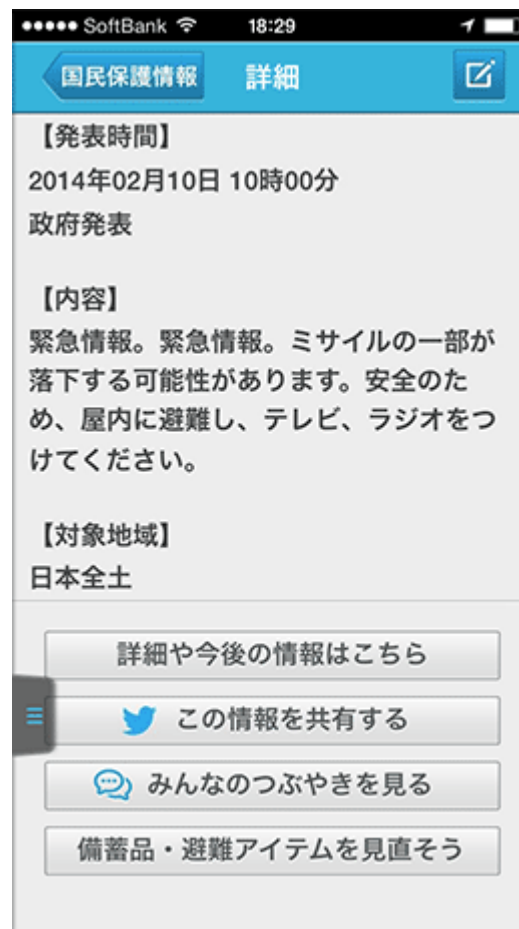 SoftBank 18:29
国民保護情報 詳細
【発表時間】
2014年02月10日 10時00分
政府発表
【内容】
緊急情報。緊急情報。ミサイルの一部が
落下する可能性があります。安全のた
め、屋内に避難し、テレビ、ラジオをつ
けてください。
【対象地域】
日本全土
詳細や今後の情報はこちら
この情報を共有する
みんなのつぶやきを見る
備蓄品・避難アイテムを見直そう